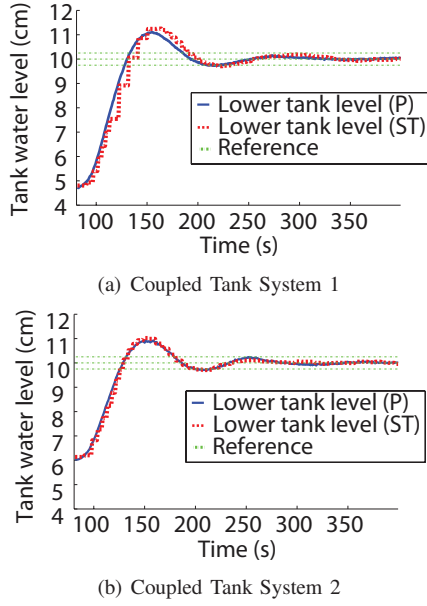 Tank water level (cm)
12
11
10
9
8
7
6
5
4
Lower tank level (P)
Lower tank level (ST)
Reference
100 150 200 250 300 350
Time (s)
(a) Coupled Tank System 1
Tank water level (cm)
12
11
10
9
8
7
6
5
4
Lower tank level (P)
Lower tank level (ST)
Reference
100 150 200 250 300 350
Time (s)
(b) Coupled Tank System 2